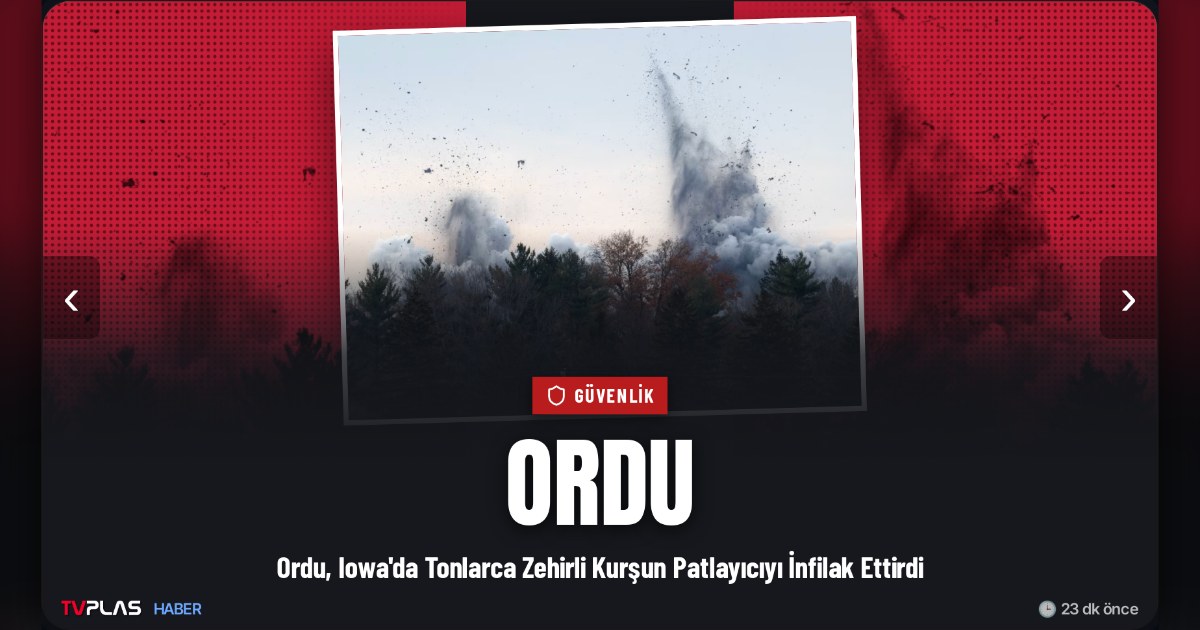 GÜVENLİK
ORDU
Ordu, Iowa'da Tonlarca Zehirli Kurşun Patlayıcıyı İnfilak Ettirdi
TVPLAS HABER
23 dk önce